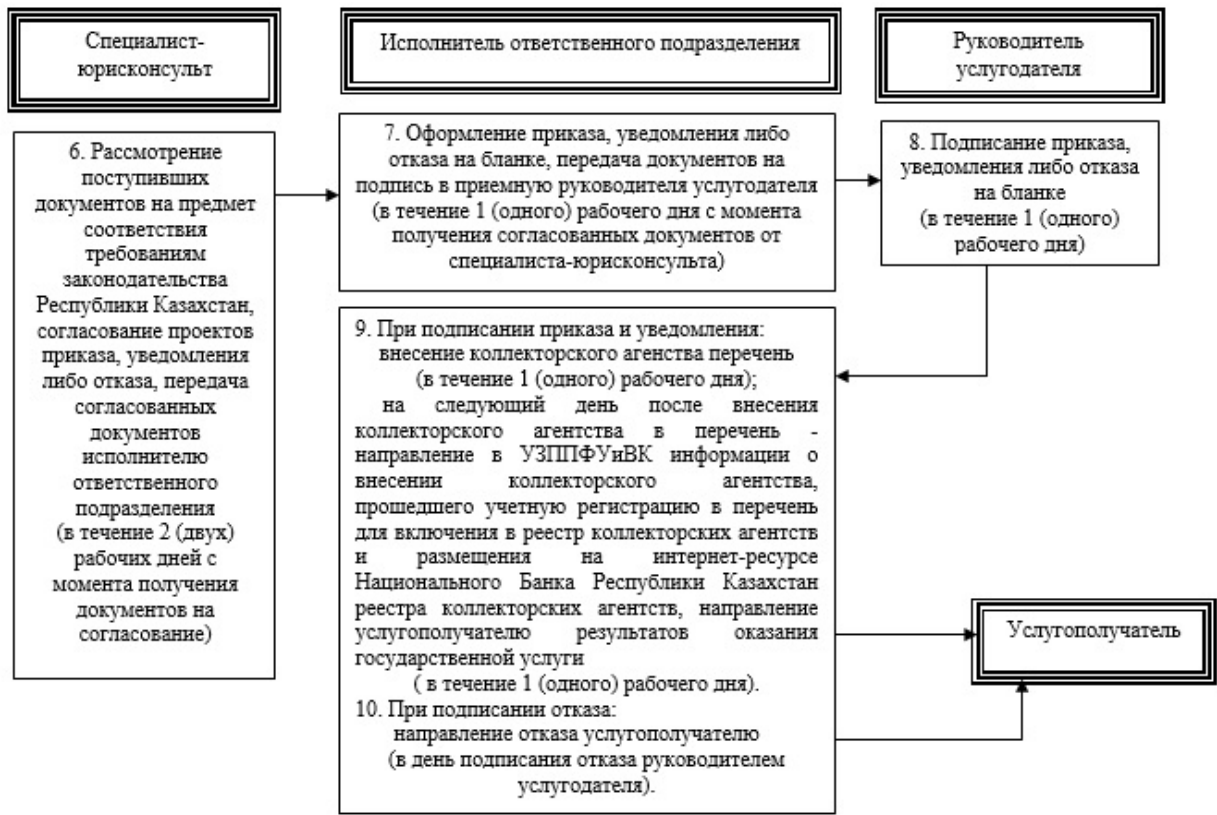 Специалист-
юрисконсульт
Исполнитель ответственного подразделения
Руководитель
услугодателя
6. Рассмотрение
поступивших
документов на предмет
соответствия
требованиям
законодательства
Республики Казахстан,
согласование проектов
приказа, уведомления
либо отказа, передача
согласованных
документов
исполнителю
ответственного
подразделения
(в течение 2 (двух)
рабочих дней с
момента получения
документов на
согласование)
7. Оформление приказа, уведомления либо
отказа на бланке, передача документов на
подпись в приемную руководителя услугодателя
(в течение 1 (одного) рабочего дня с момента
получения согласованных документов от
специалиста-юрисконсульта)
8. Подписание приказа,
уведомления либо отказа
на бланке
(в течение 1 (одного)
рабочего дня)
9. При подписании приказа и уведомления:
внесение коллекторского агенства перечень
(в течение 1 (одного) рабочего дня);
на следующий день после внесения
коллекторского агентства в перечень -
направление в УЗППФУиВК информации о
внесении коллекторского агентства,
прошедшего учетную регистрацию в перечень
для включения в реестр коллекторских агентств
и размещения на интернет-ресурсе
Национального Банка Республики Казахстан
реестра коллекторских агентств, направление
услугополучателю результатов оказания
государственной услуги
( в течение 1 (одного) рабочего дня).
10. При подписании отказа:
направление отказа услугополучателю
(в день подписания отказа руководителем
услугодателя).
Услугополучатель